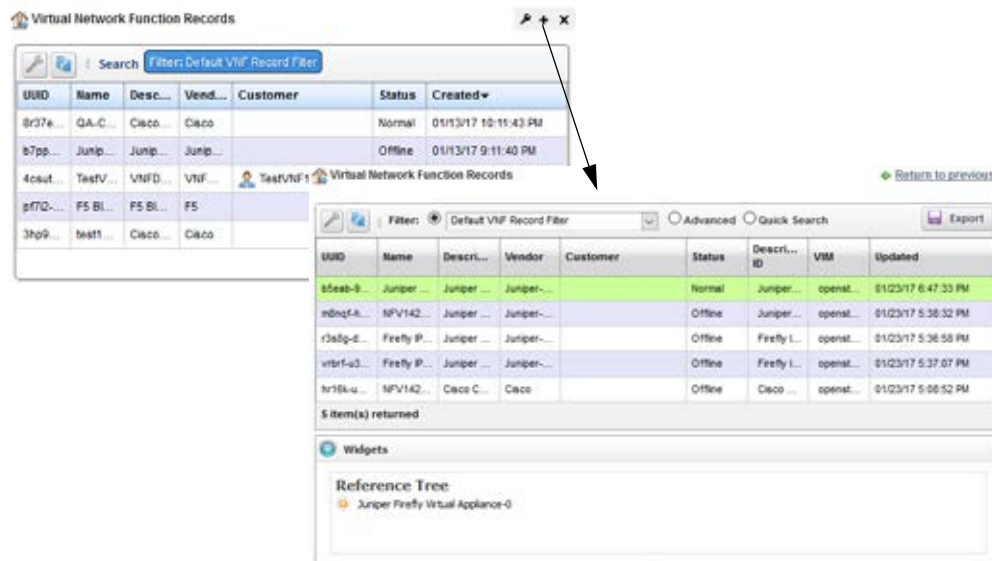 Virtual Network Function Records
Search Filter: Default VNF Record Filter
UUID Name Desc... Vend... Customer Status Created
8r37e... QA-C... Cisco... Cisco Normal 01/13/17 10:11:43 PM
b7pp... Junip... Junip... Junip... Offline 01/13/17 9:11:40 PM
4caut... TestV... VNFD... VNF... TestVNF1
pf7l2-... F5 BI... F5 BI... F5
3hp9... test1... Cisco... Cisco
Virtual Network Function Records Return to previous
Filter: Default VNF Record Filter Advanced Quick Search Export
UUID Name Descri... Vendor Customer Status Descri... ID VIM Updated
b5eab-9... Juniper ... Juniper ... Juniper-... Normal Juniper... openst... 01/23/17 6:47:33 PM
m8nqf-h... NFV142... Juniper ... Juniper-... Offline Juniper... openst... 01/23/17 5:38:32 PM
r3a8g-d... Firefly P... Juniper ... Juniper-... Offline Firefly I... openst... 01/23/17 5:36:58 PM
vrbrf-u3... Firefly P... Juniper ... Juniper-... Offline Firefly I... openst... 01/23/17 5:37:07 PM
hr16k-u... NFV142... Cisco C... Cisco Offline Cisco ... openst... 01/23/17 5:08:52 PM
5 item(s) returned
Widgets
Reference Tree
Juniper Firefly Virtual Appliance-0